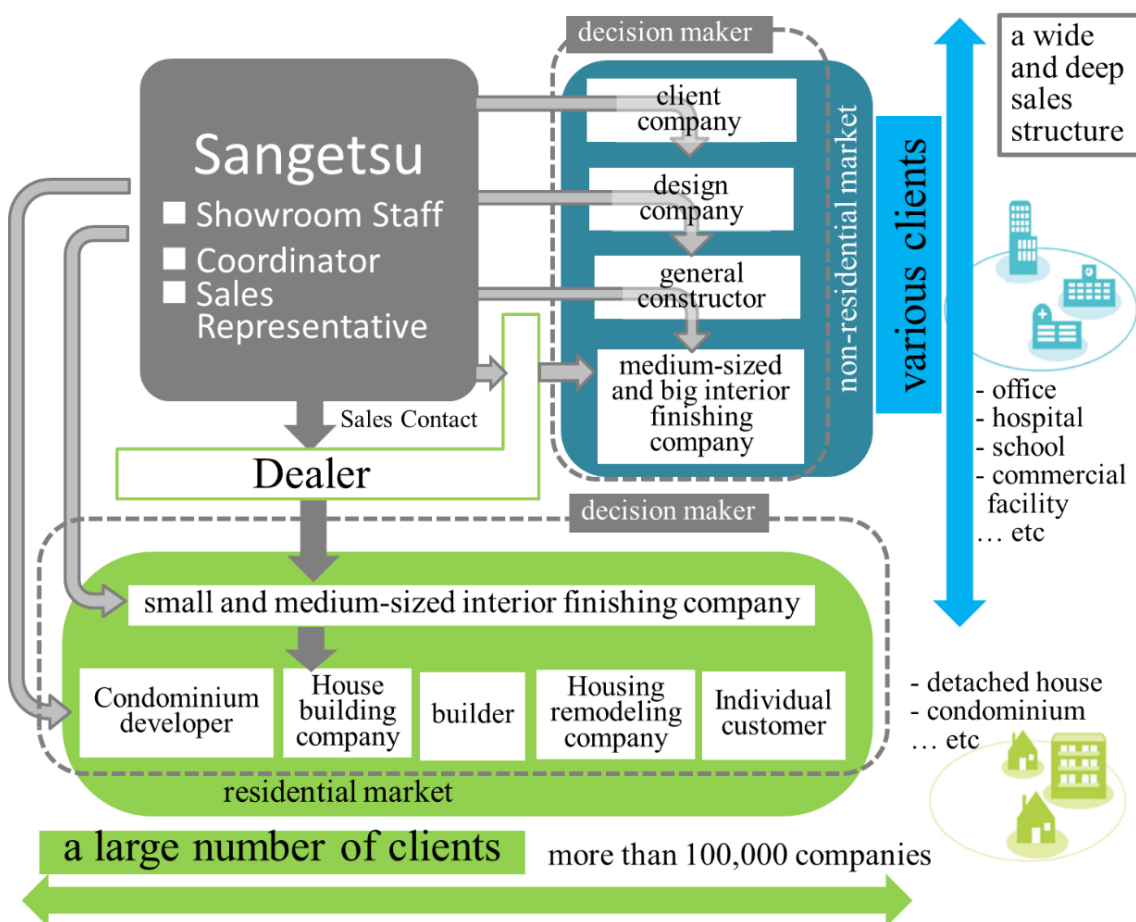 decision maker
a wide
and deep
sales
structure
Sangetsu
Showroom Staff
Coordinator
Sales
Representative
client
company
design
company
general
constructor
medium-sized
and big interior
finishing
company
non-residential market
various clients
- office
- hospital
- school
- commercial
facility
… etc
Sales Contact
Dealer
decision maker
small and medium-sized interior finishing company
Condominium
developer
House
building
company
builder
Housing
remodeling
company
Individual
customer
residential market
- detached house
- condominium
… etc
a large number of clients
more than 100,000 companies